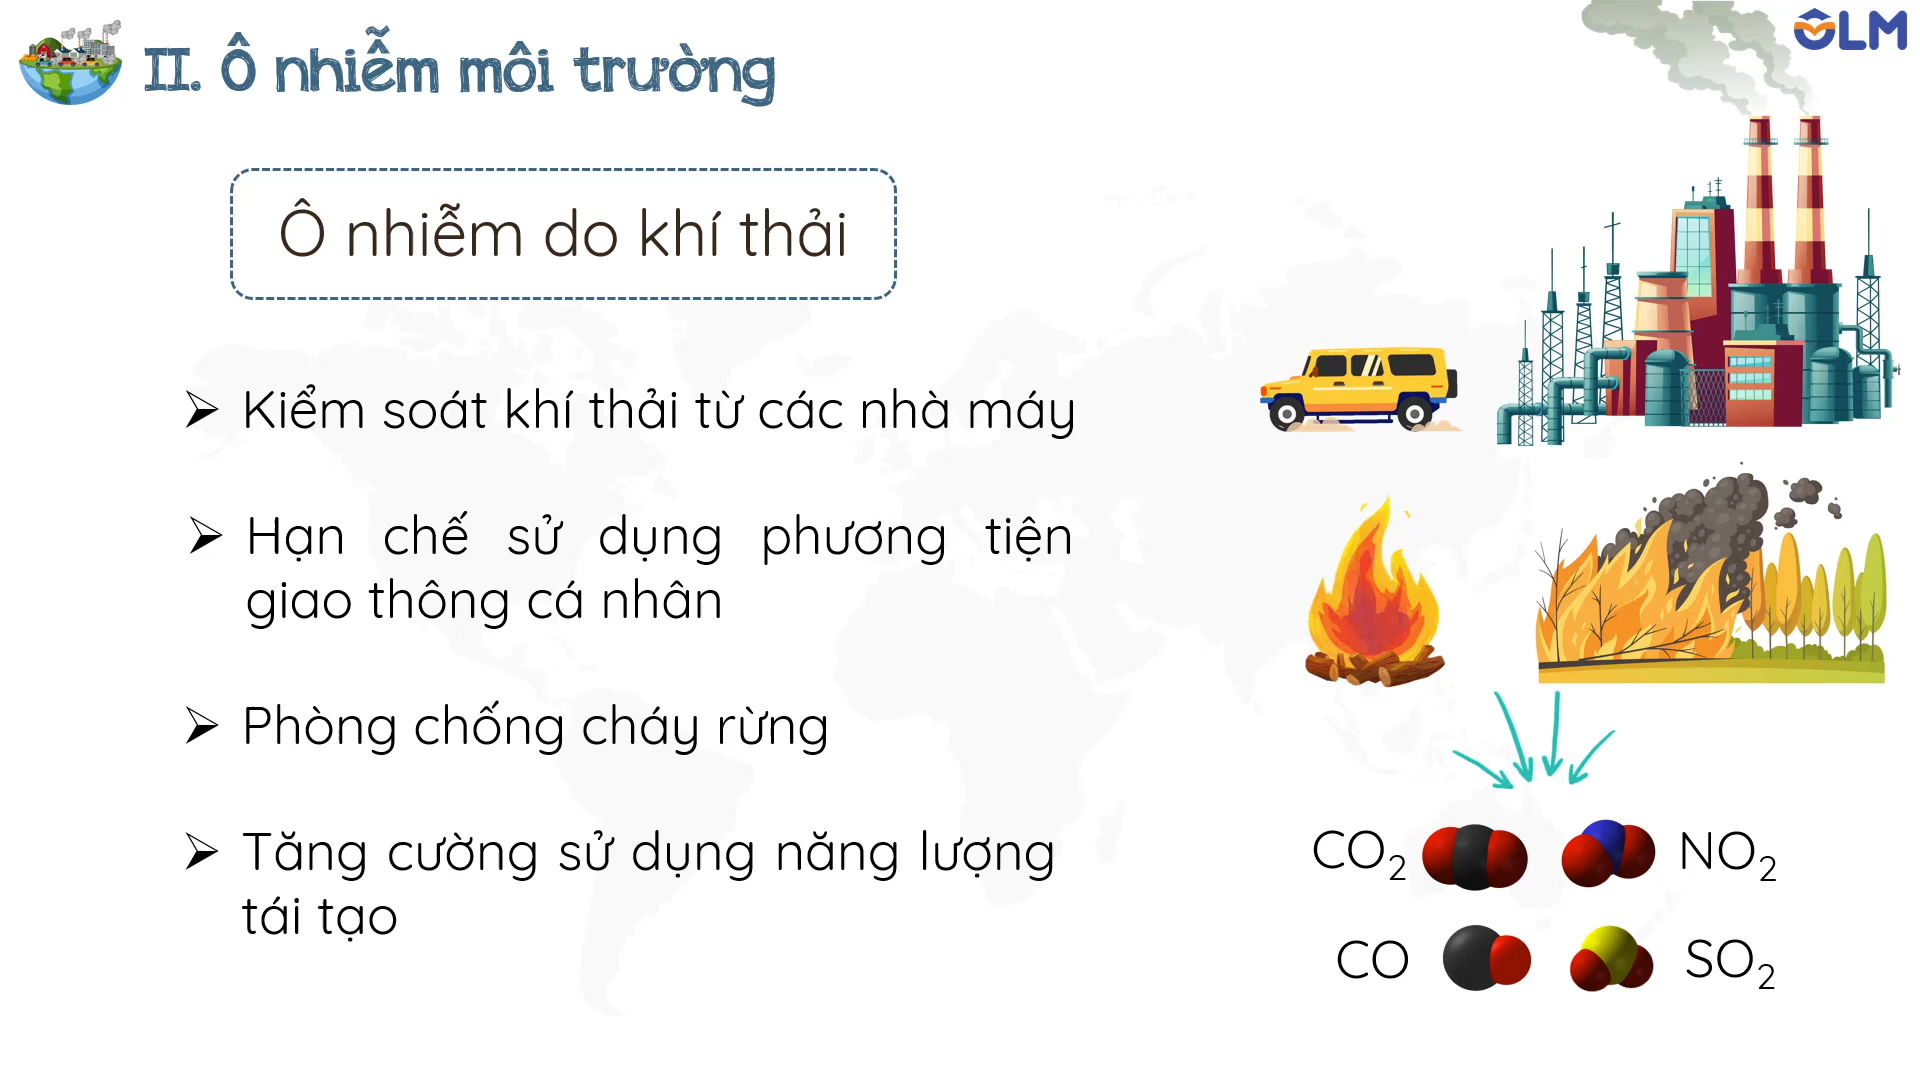 II. Ô nhiễm môi trường
OLM
Ô nhiễm do khí thải
➢ Kiểm soát khí thải từ các nhà máy
➢ Hạn chế sử dụng phương tiện
giao thông cá nhân
➢ Phòng chống cháy rừng
➢ Tăng cường sử dụng năng lượng
tái tạo
CO₂ NO₂
CO SO₂